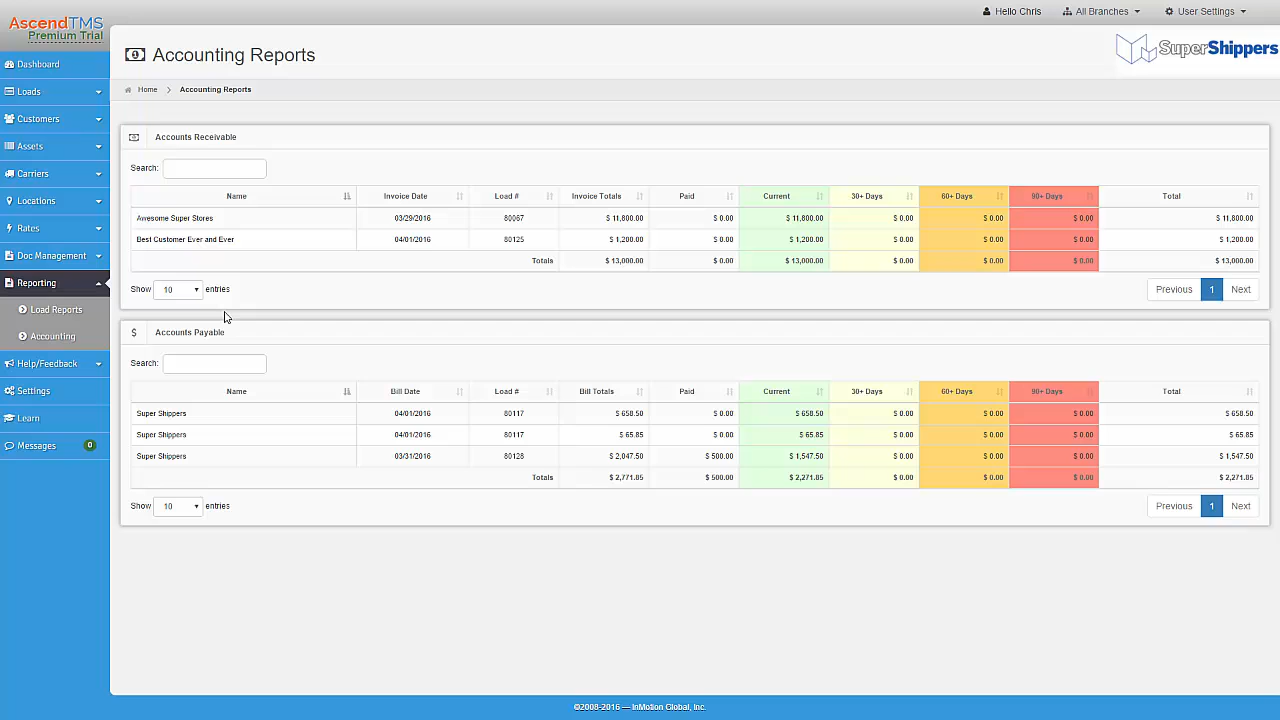 AscendTMS
Premium Trial
Hello Chris All Branches User Settings
Accounting Reports
SuperShippers
Home Accounting Reports
Dashboard
Loads
Customers
Assets
Carriers
Locations
Rates
Doc Management
Reporting
Load Reports
Accounting
Help/Feedback
Settings
Learn
Messages 0
Accounts Receivable
Search:
Name Invoice Date Load # Invoice Totals Paid Current 30+ Days 60+ Days 90+ Days Total
Awesome Super Stores 03/29/2016 80067 $ 11,800.00 $ 0.00 $ 11,800.00 $ 0.00 $ 0.00 $ 0.00 $ 11,800.00
Best Customer Ever and Ever 04/01/2016 80125 $ 1,200.00 $ 0.00 $ 1,200.00 $ 0.00 $ 0.00 $ 0.00 $ 1,200.00
Totals $ 13,000.00 $ 0.00 $ 13,000.00 $ 0.00 $ 0.00 $ 0.00 $ 13,000.00
Show 10 entries Previous 1 Next
$ Accounts Payable
Search:
Name Bill Date Load # Bill Totals Paid Current 30+ Days 60+ Days 90+ Days Total
Super Shippers 04/01/2016 80117 $ 658.50 $ 0.00 $ 658.50 $ 0.00 $ 0.00 $ 0.00 $ 658.50
Super Shippers 04/01/2016 80117 $ 65.85 $ 0.00 $ 65.85 $ 0.00 $ 0.00 $ 0.00 $ 65.85
Super Shippers 03/31/2016 80128 $ 2,047.50 $ 500.00 $ 1,547.50 $ 0.00 $ 0.00 $ 0.00 $ 1,547.50
Totals $ 2,771.85 $ 500.00 $ 2,271.85 $ 0.00 $ 0.00 $ 0.00 $ 2,271.85
Show 10 entries Previous 1 Next
©2008-2016 — InMotion Global, Inc.